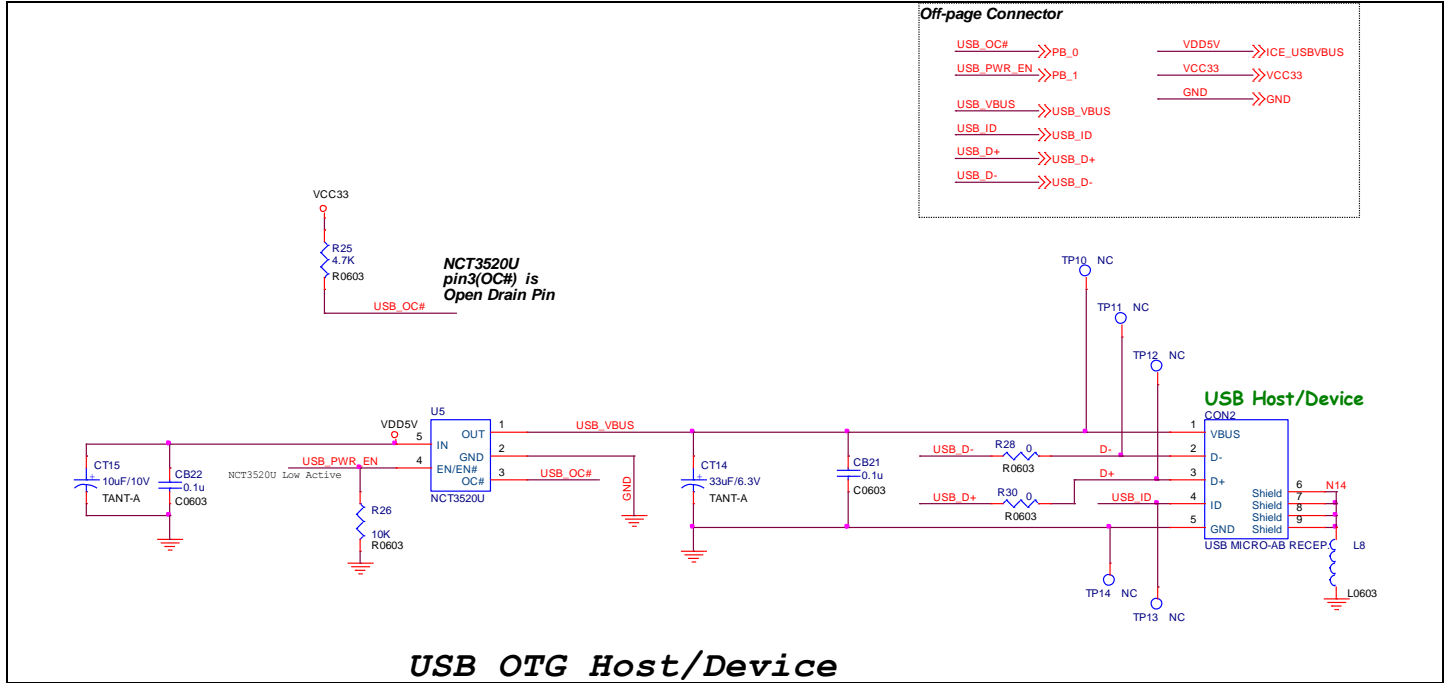 Off-page Connector
USB_OC# PB_0
USB_PWR_EN PB_1
USB_VBUS USB_VBUS
USB_ID USB_ID
USB_D+ USB_D+
USB_D- USB_D-
VDD5V ICE_USBVBUS
VCC33 VCC33
GND GND
VCC33
R25
4.7K
R0603
USB_OC#
NCT3520U
pin3(OC#) is
Open Drain Pin
TP10 NC
TP11 NC
TP12 NC
USB Host/Device
CON2
1 VBUS
2 D-
3 D+
4 ID
5 GND
Shield 6
Shield 7
Shield 8
Shield 9
N14
USB MICRO-AB RECEP.
L8
L0603
VDD5V
U5
5 IN
4 EN/EN#
OUT 1
GND 2
OC# 3
NCT3520U
USB_VBUS
USB_OC#
GND
USB_PWR_EN
NCT3520U Low Active
CT15
10uF/10V
TANT-A
CB22
0.1u
C0603
R26
10K
R0603
CT14
33uF/6.3V
TANT-A
CB21
0.1u
C0603
USB_D- R28 0 D-
R0603
D+
USB_D+ R30 0
R0603
USB_ID
TP14 NC
TP13 NC
USB OTG Host/Device